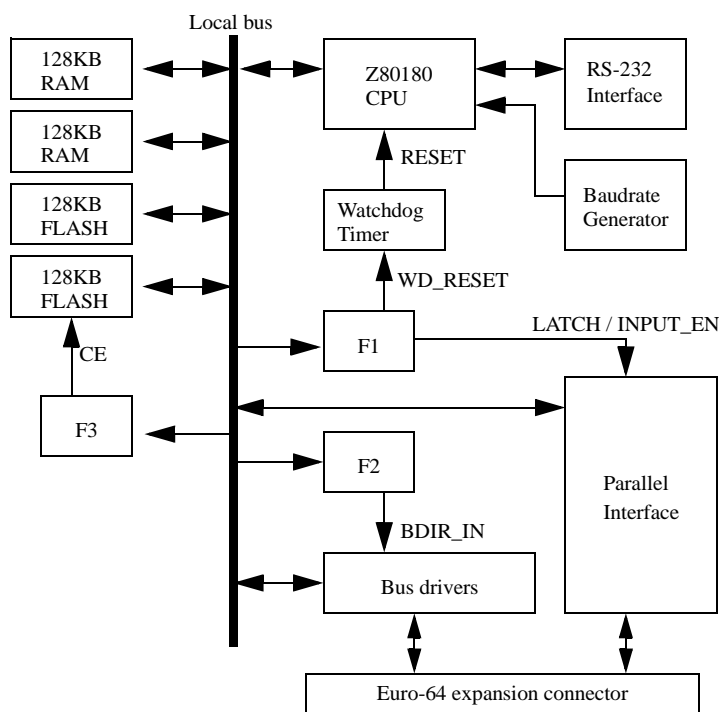 Local bus
128KB
RAM
Z80180
CPU
RS-232
Interface
128KB
RAM
RESET
128KB
FLASH
Watchdog
Timer
Baudrate
Generator
128KB
FLASH
WD_RESET
LATCH / INPUT_EN
F1
CE
F3
F2
Parallel
Interface
BDIR_IN
Bus drivers
Euro-64 expansion connector